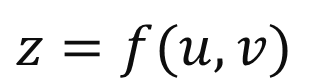 z = f(u, v)